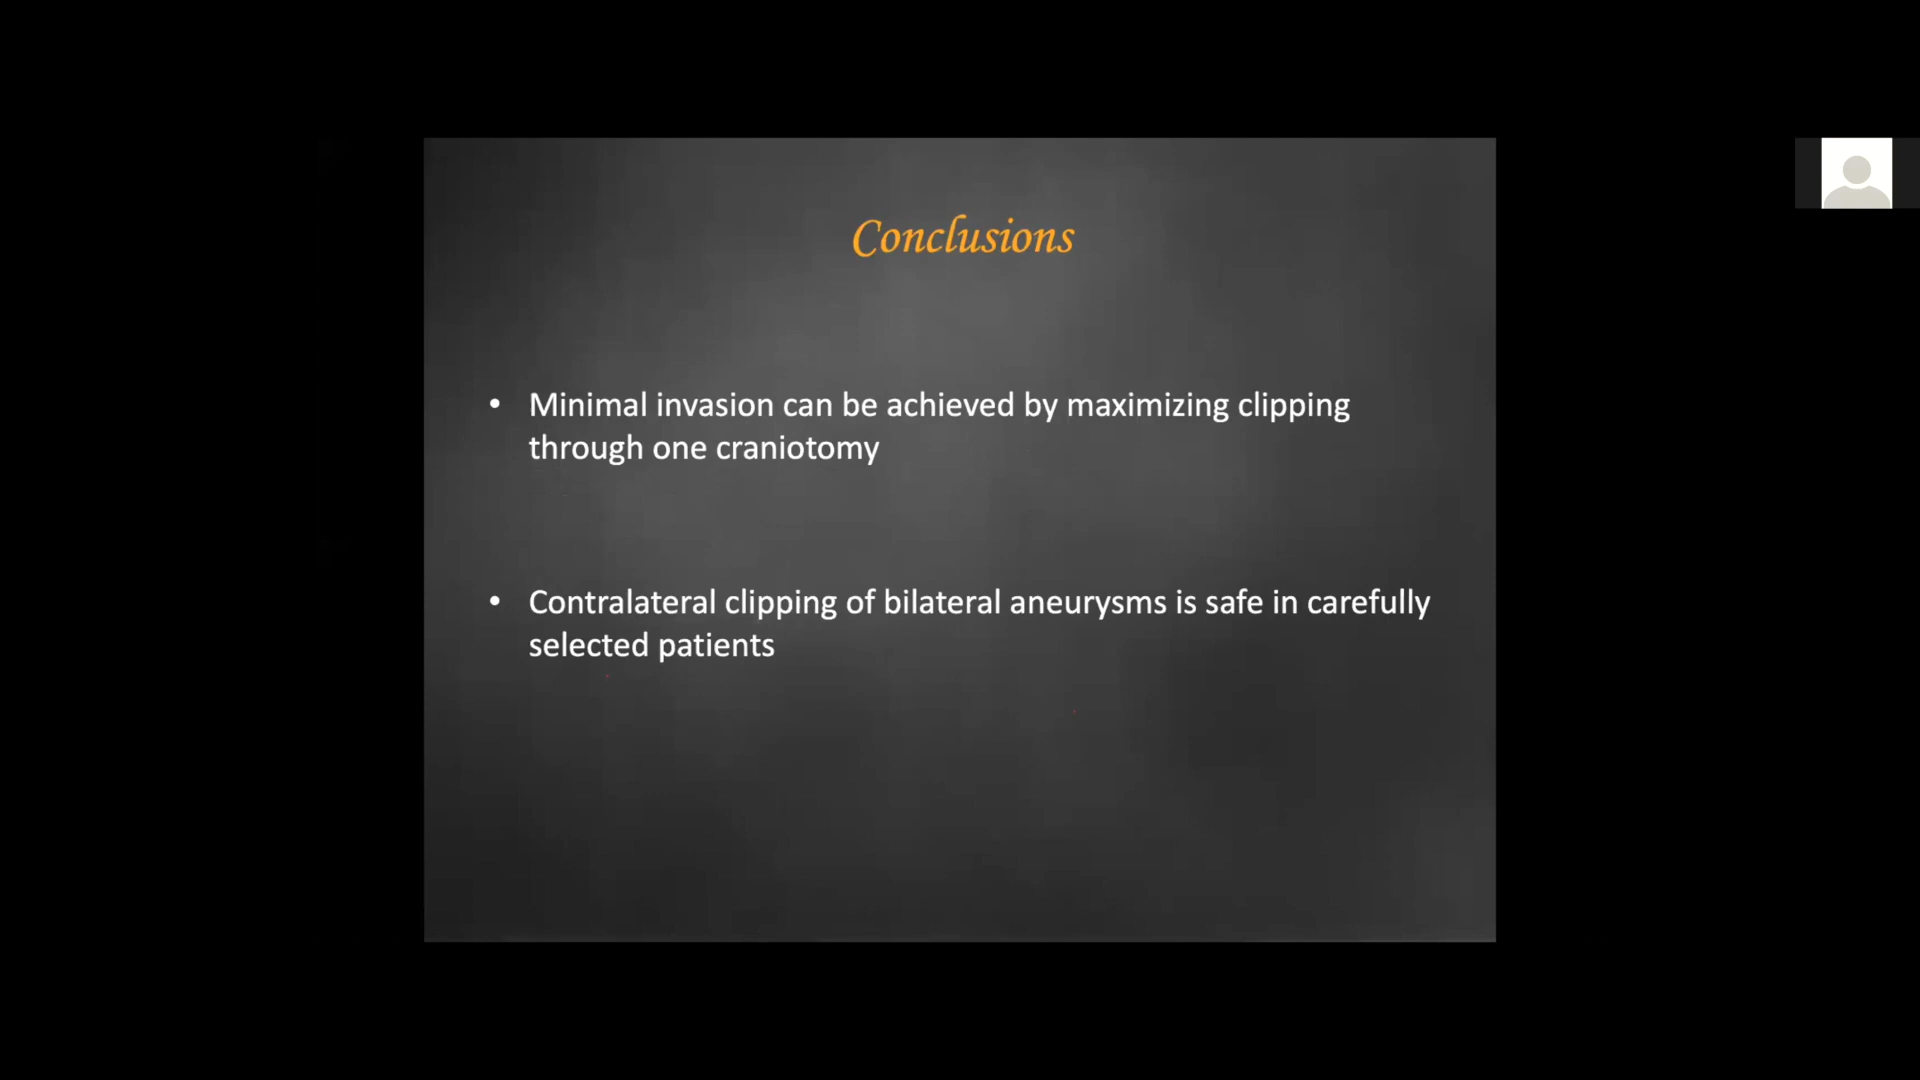 Conclusions
• Minimal invasion can be achieved by maximizing clipping
through one craniotomy
• Contralateral clipping of bilateral aneurysms is safe in carefully
selected patients